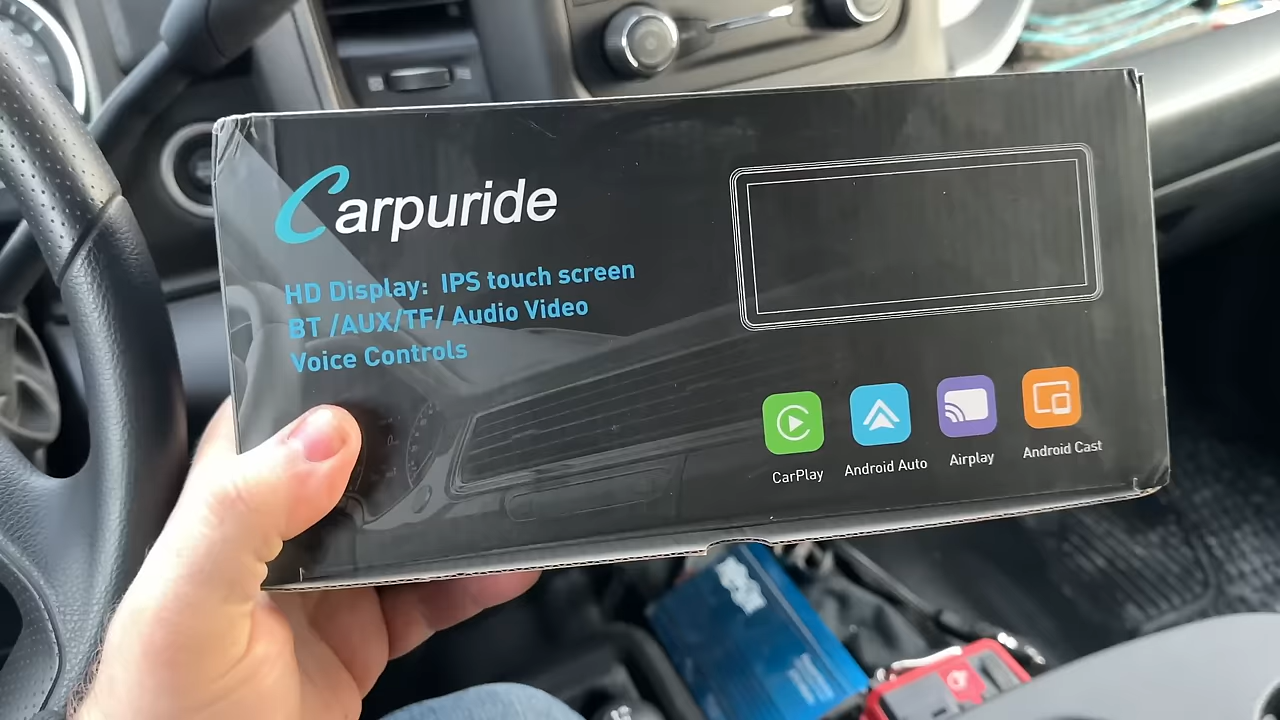 Carpuride
HD Display: IPS touch screen
BT /AUX/TF/ Audio Video
Voice Controls
CarPlay
Android Auto
Airplay
Android Cast